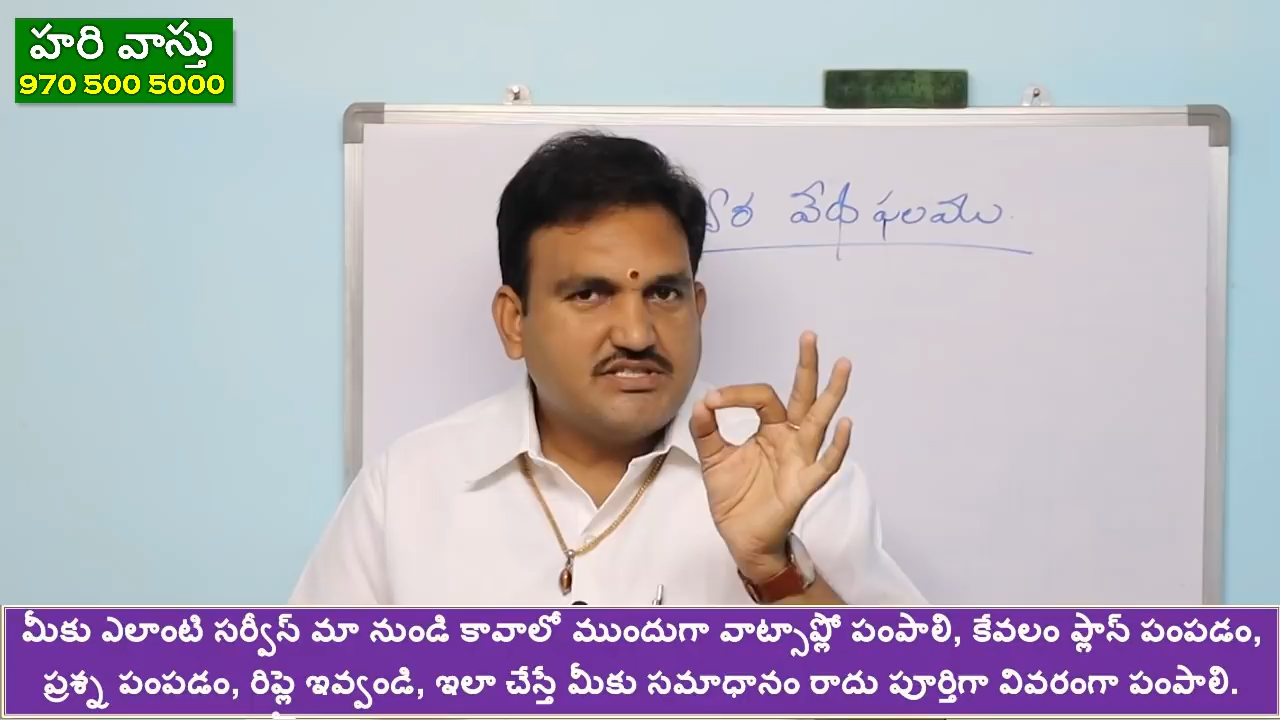 హరి వాస్తు
970 500 5000
వేధ ఫలము
మీకు ఎలాంటి సర్వీస్ మా నుండి కావాలో ముందుగా వాట్సాప్లో పంపాలి, కేవలం ప్లాన్ పంపడం,
ప్రశ్న పంపడం, రిప్లై ఇవ్వండి, ఇలా చేస్తే మీకు సమాధానం రాదు పూర్తిగా వివరంగా పంపాలి.